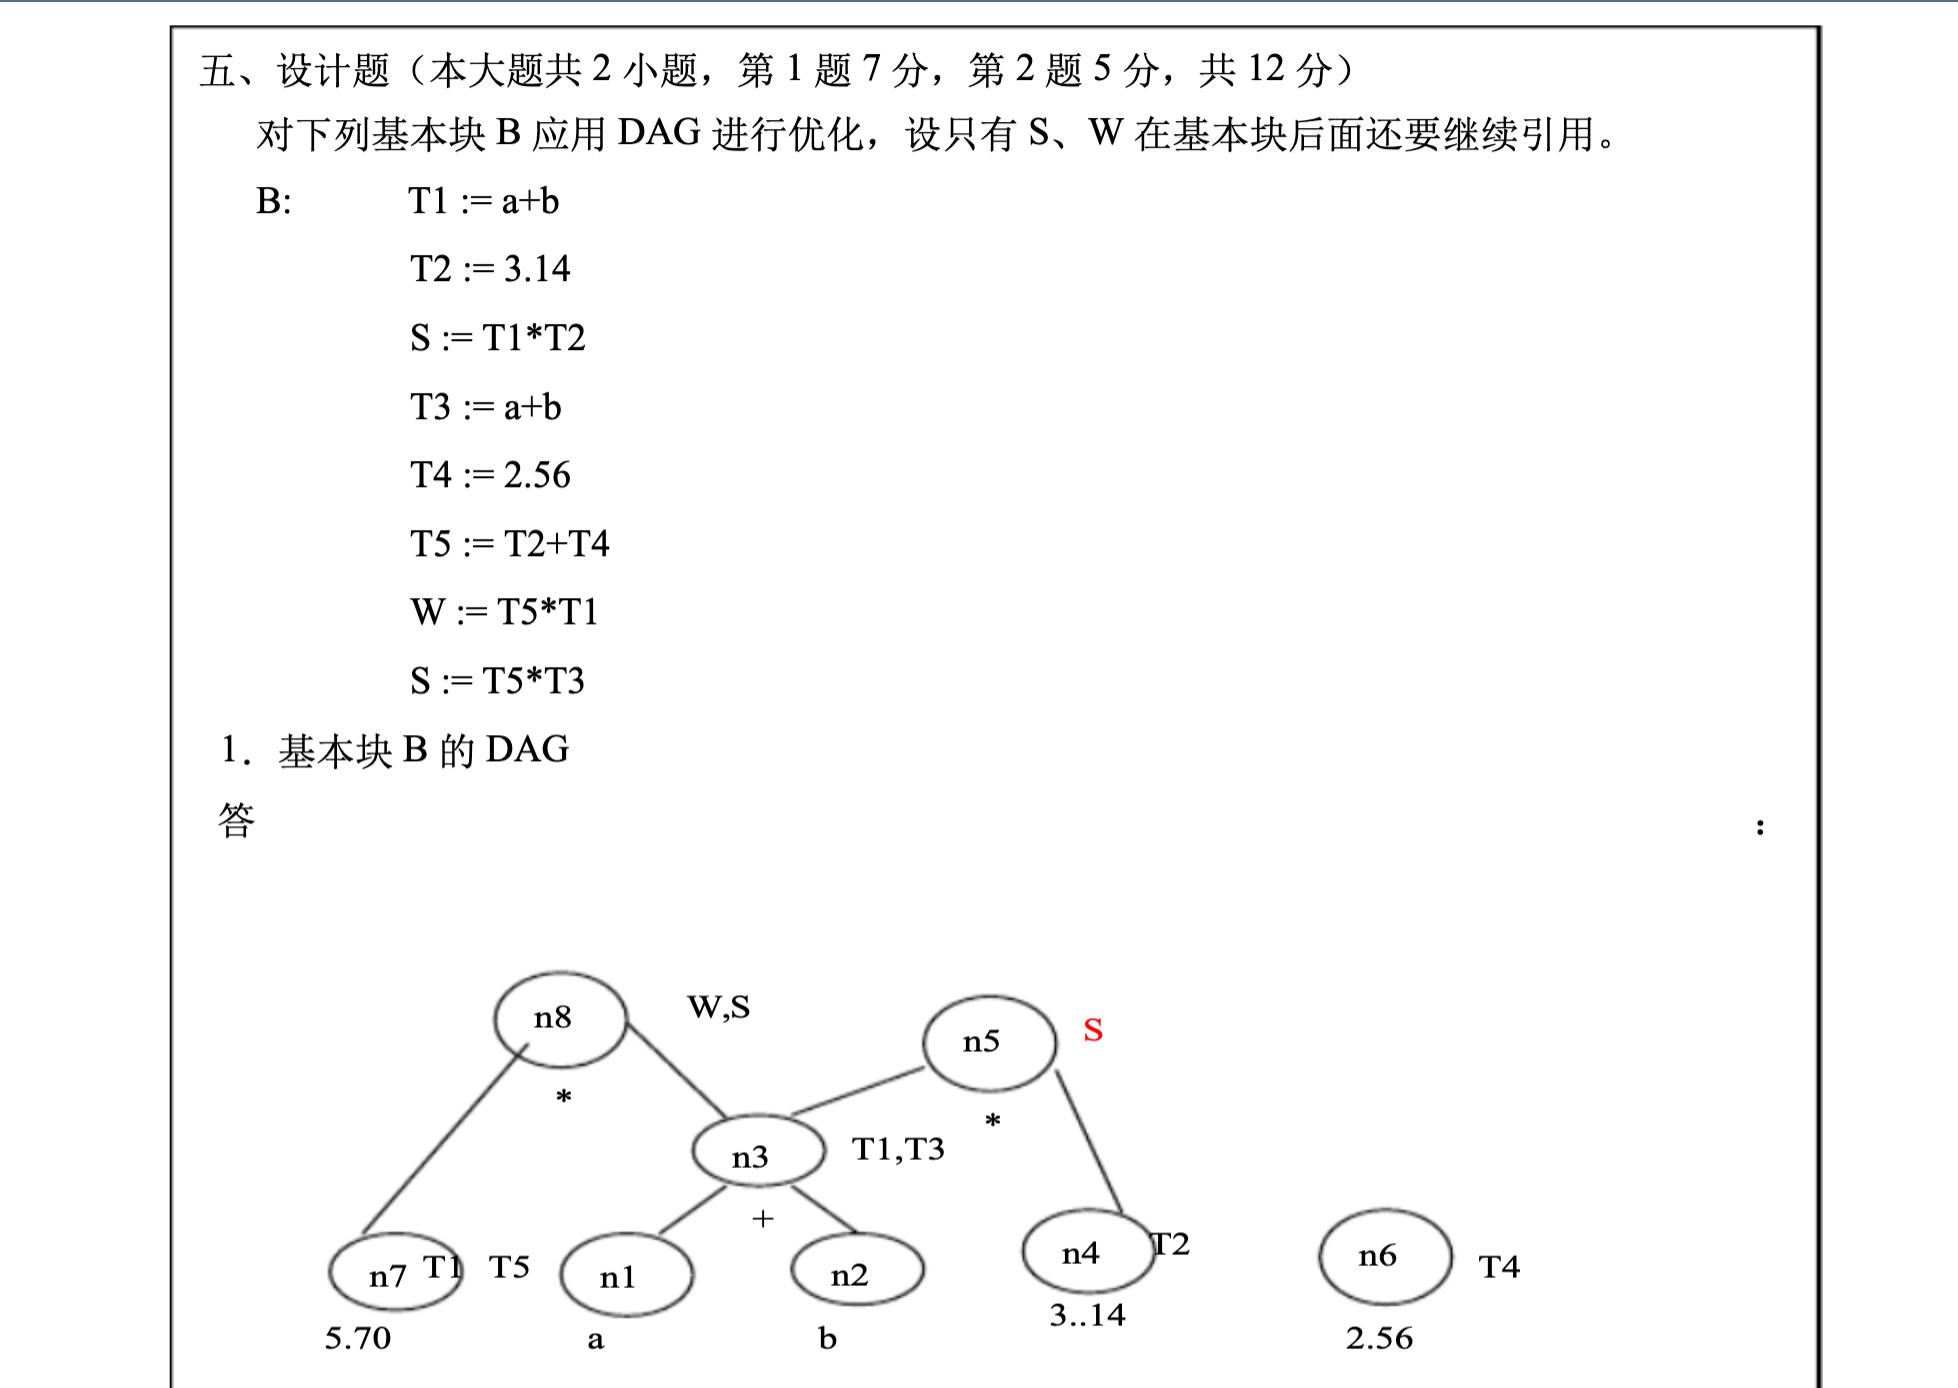 五、设计题（本大题共 2 小题，第 1 题 7 分，第 2 题 5 分，共 12 分）
对下列基本块 B 应用 DAG 进行优化，设只有 S、W 在基本块后面还要继续引用。
B: T1 := a+b
T2 := 3.14
S := T1*T2
T3 := a+b
T4 := 2.56
T5 := T2+T4
W := T5*T1
S := T5*T3
1．基本块 B 的 DAG
答 ：
n8 W,S n5 S
* *
n3 T1,T3
+
n7 T1 T5 n1 n2 n4 T2 n6 T4
5.70 a b 3..14 2.56